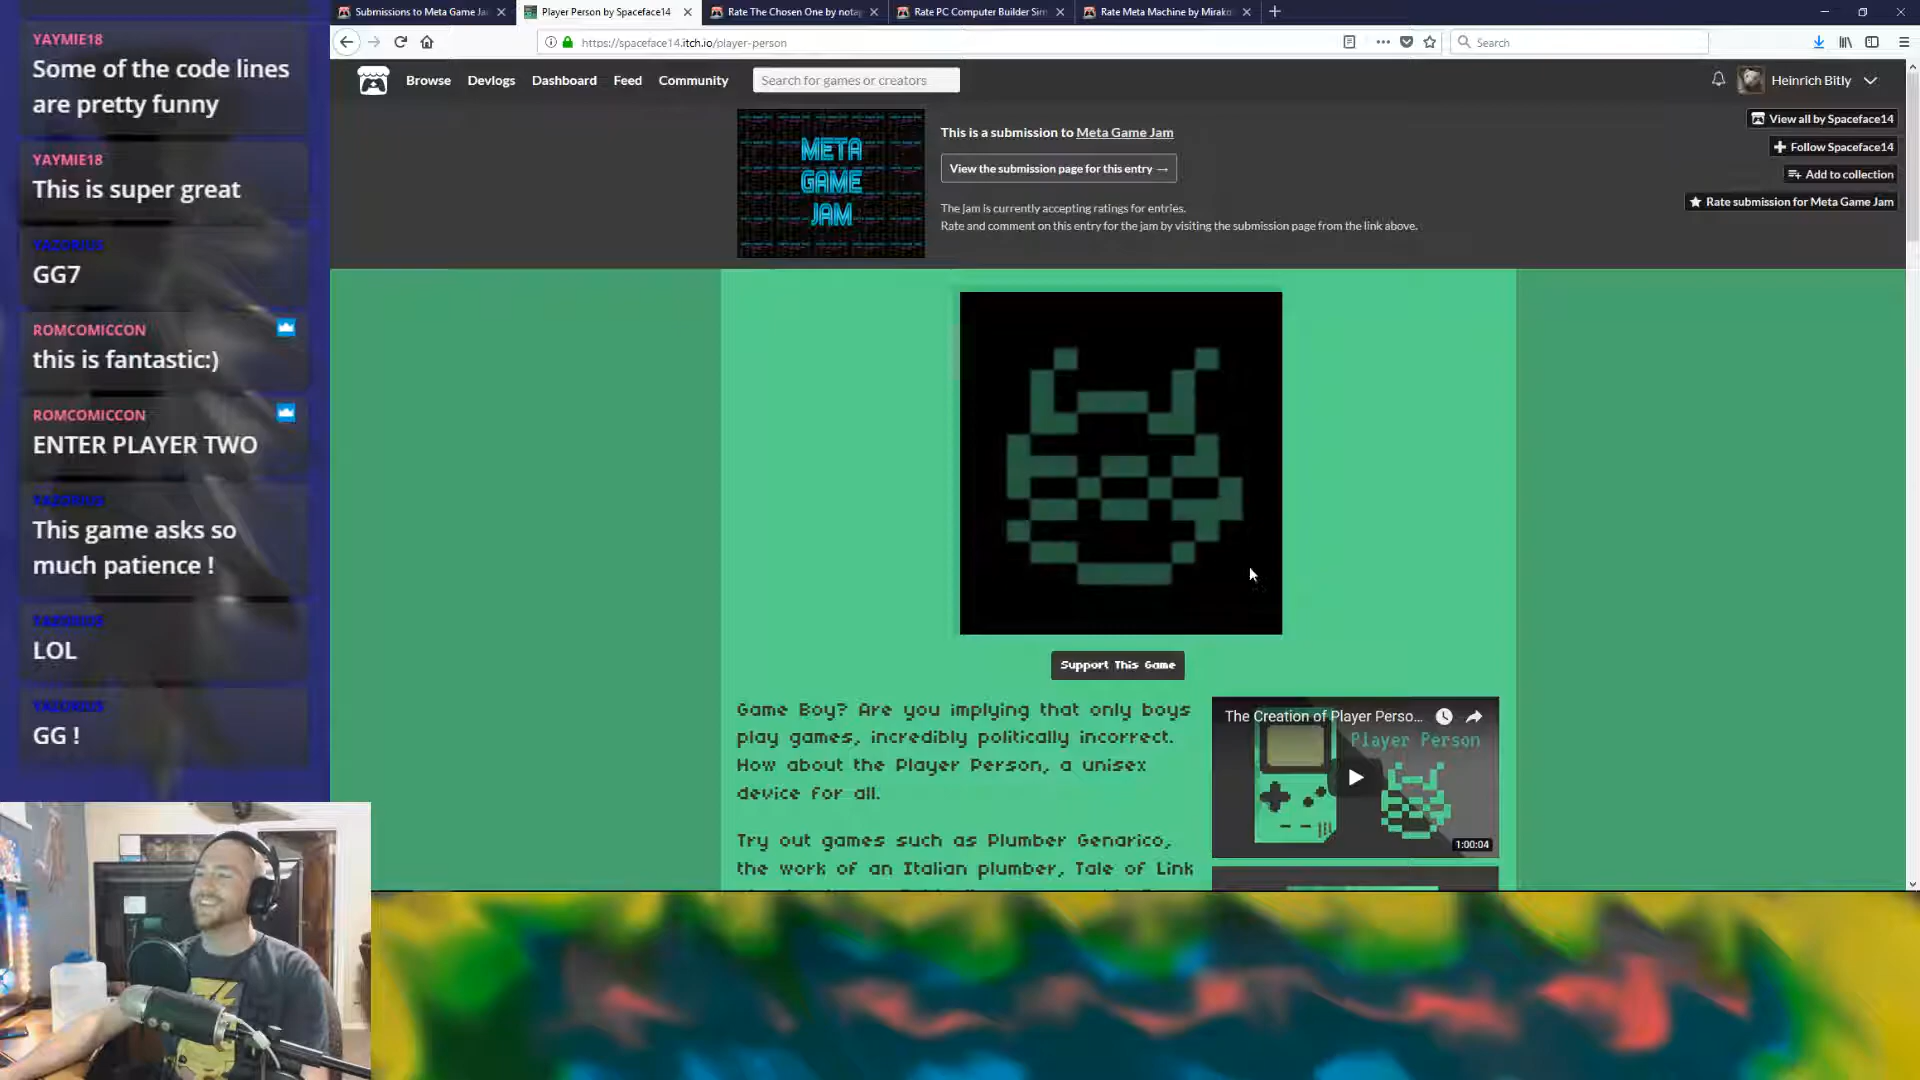 YAYMIE18
Some of the code lines
are pretty funny
YAYMIE18
This is super great
YAZORIUS
GG7
ROMCOMICCON
this is fantastic:)
ROMCOMICCON
ENTER PLAYER TWO
This game asks so
much patience !
LOL
GG !
Submissions to Meta Game Ja
Player Person by Spaceface14
Rate The Chosen One by notap
Rate PC Computer Builder Sim
Rate Meta Machine by Mirako
https://spaceface14.itch.io/player-person
Search
Browse
Devlogs
Dashboard
Feed
Community
Search for games or creators
Heinrich Bitly
META
GAME
JAM
This is a submission to Meta Game Jam
View the submission page for this entry →
The jam is currently accepting ratings for entries.
Rate and comment on this entry for the jam by visiting the submission page from the link above.
View all by Spaceface14
Follow Spaceface14
Add to collection
Rate submission for Meta Game Jam
Support This Game
Game Boy? Are you implying that only boys
play games, incredibly politically incorrect.
How about the Player Person, a unisex
device for all.
Try out games such as Plumber Genarico,
the work of an Italian plumber, Tale of Link
The Creation of Player Perso...
Player Person
1:00:04